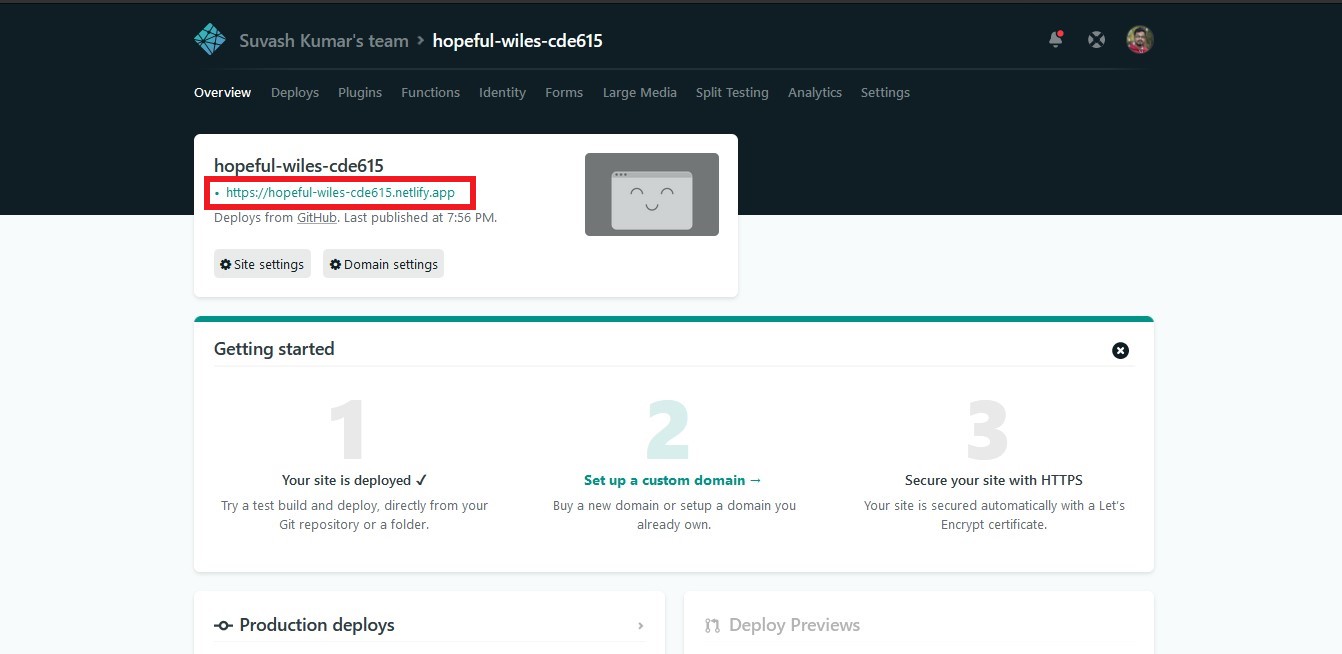 Suvash Kumar's team > hopeful-wiles-cde615
Overview Deploys Plugins Functions Identity Forms Large Media Split Testing Analytics Settings
hopeful-wiles-cde615
• https://hopeful-wiles-cde615.netlify.app
Deploys from GitHub. Last published at 7:56 PM.
Site settings Domain settings
Getting started
1 2 3
Your site is deployed ✓
Try a test build and deploy, directly from your
Git repository or a folder.
Set up a custom domain →
Buy a new domain or setup a domain you
already own.
Secure your site with HTTPS
Your site is secured automatically with a Let's
Encrypt certificate.
Production deploys ›
Deploy Previews